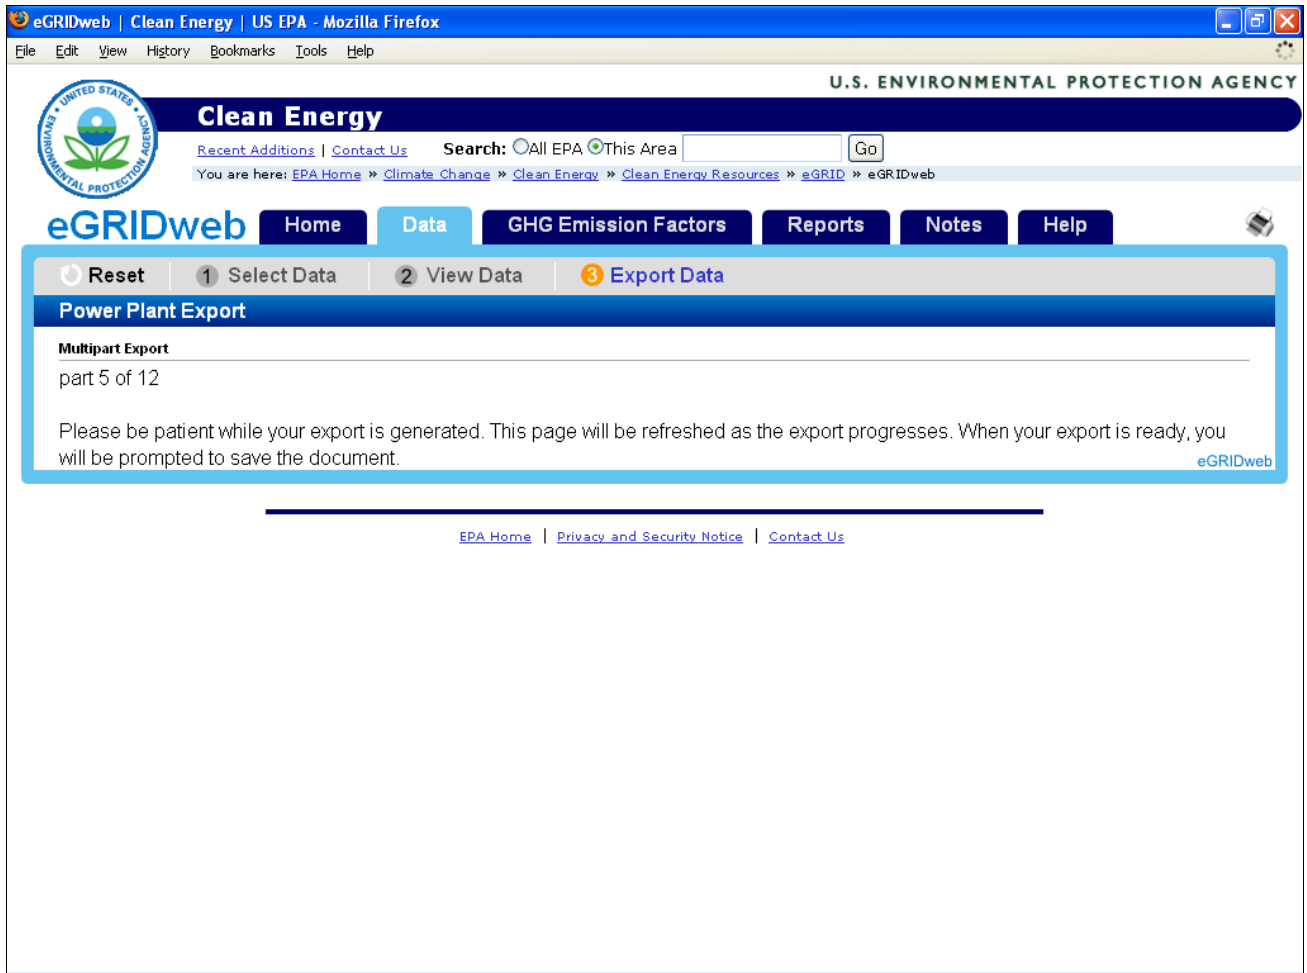 eGRIDweb | Clean Energy | US EPA - Mozilla Firefox
File Edit View History Bookmarks Tools Help
U.S. ENVIRONMENTAL PROTECTION AGENCY
UNITED STATES ENVIRONMENTAL PROTECTION AGENCY
Clean Energy
Recent Additions | Contact Us Search: All EPA This Area Go
You are here: EPA Home » Climate Change » Clean Energy » Clean Energy Resources » eGRID » eGRIDweb
eGRIDweb Home Data GHG Emission Factors Reports Notes Help
Reset 1 Select Data 2 View Data 3 Export Data
Power Plant Export
Multipart Export
part 5 of 12
Please be patient while your export is generated. This page will be refreshed as the export progresses. When your export is ready, you
will be prompted to save the document.
eGRIDweb
EPA Home | Privacy and Security Notice | Contact Us